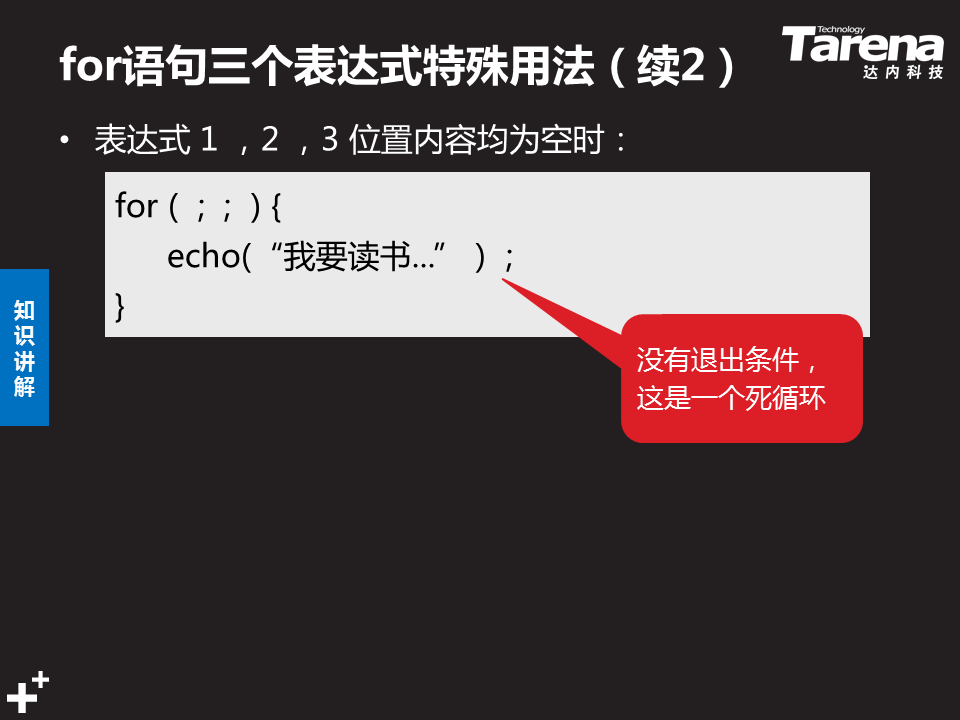 for语句三个表达式特殊用法（续2）
Technology
Tarena
达内科技
• 表达式 1 ，2 ，3 位置内容均为空时：
for ( ；； ) {
echo(“我要读书…” ) ；
}
知识讲解
没有退出条件，
这是一个死循环